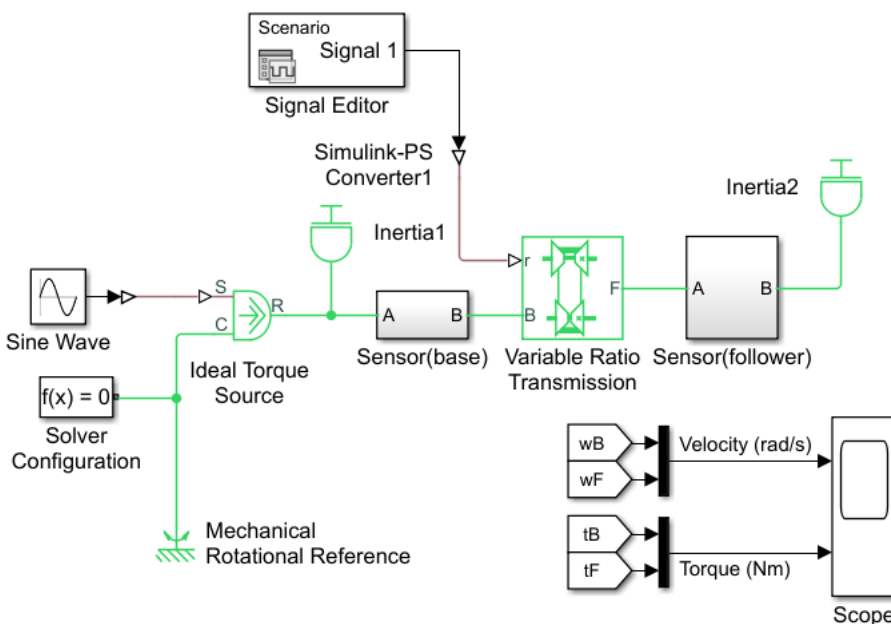 Scenario
Signal 1
Signal Editor
Simulink-PS
Converter1
Inertia2
Inertia1
r
S
R
C
A
B
B
F
A
B
Sine Wave
Ideal Torque
Source
Sensor(base)
Variable Ratio
Transmission
Sensor(follower)
f(x) = 0
Solver
Configuration
wB
wF
Velocity (rad/s)
tB
tF
Torque (Nm)
Mechanical
Rotational Reference
Scope